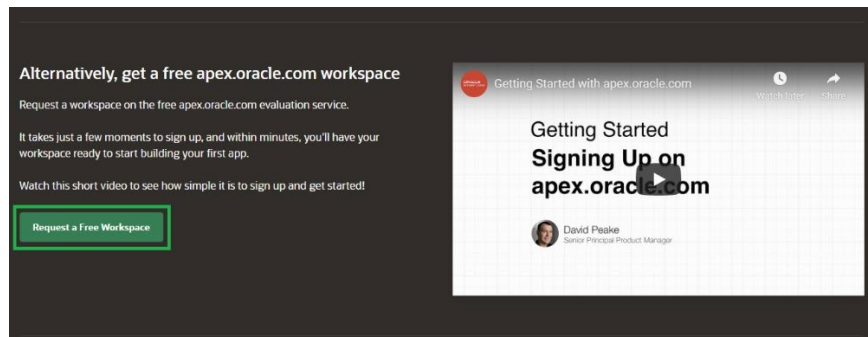 Alternatively, get a free apex.oracle.com workspace
Request a workspace on the free apex.oracle.com evaluation service.
It takes just a few moments to sign up, and within minutes, you'll have your
workspace ready to start building your first app.
Watch this short video to see how simple it is to sign up and get started!
Request a Free Workspace
Getting Started with apex.oracle.com
Watch later
Share
Getting Started
Signing Up on
apex.oracle.com
David Peake
Senior Principal Product Manager